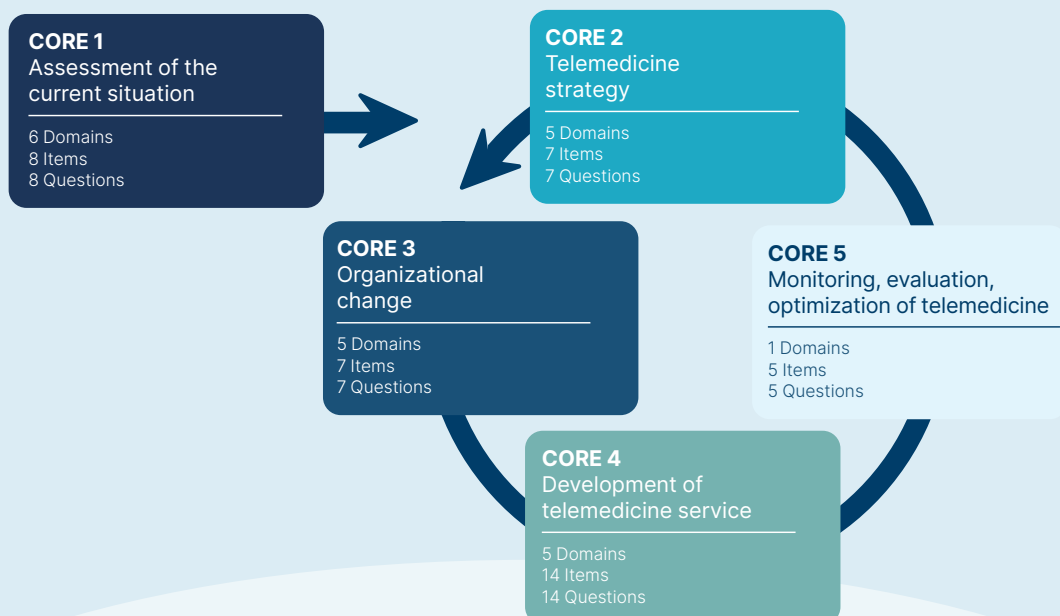 CORE 1
Assessment of the
current situation
6 Domains
8 Items
8 Questions
CORE 2
Telemedicine
strategy
5 Domains
7 Items
7 Questions
CORE 3
Organizational
change
5 Domains
7 Items
7 Questions
CORE 4
Development of
telemedicine service
5 Domains
14 Items
14 Questions
CORE 5
Monitoring, evaluation,
optimization of telemedicine
1 Domains
5 Items
5 Questions